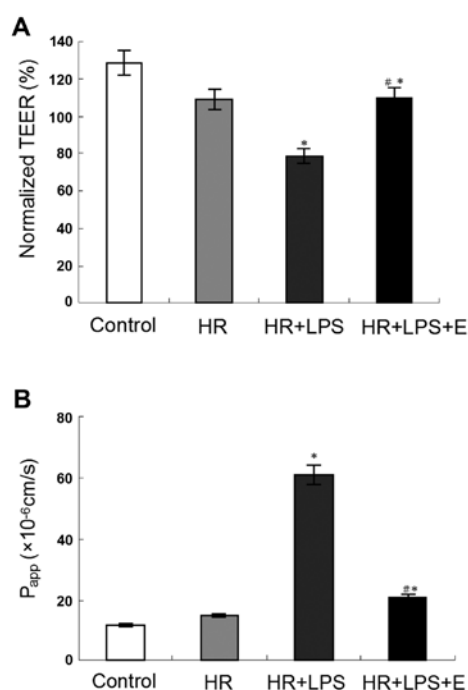 A
Normalized TEER (%)
140
120
100
80
60
40
20
0
*
# *
Control HR HR+LPS HR+LPS+E
B
Papp (×10-6cm/s)
80
60
40
20
0
*
#*
Control HR HR+LPS HR+LPS+E